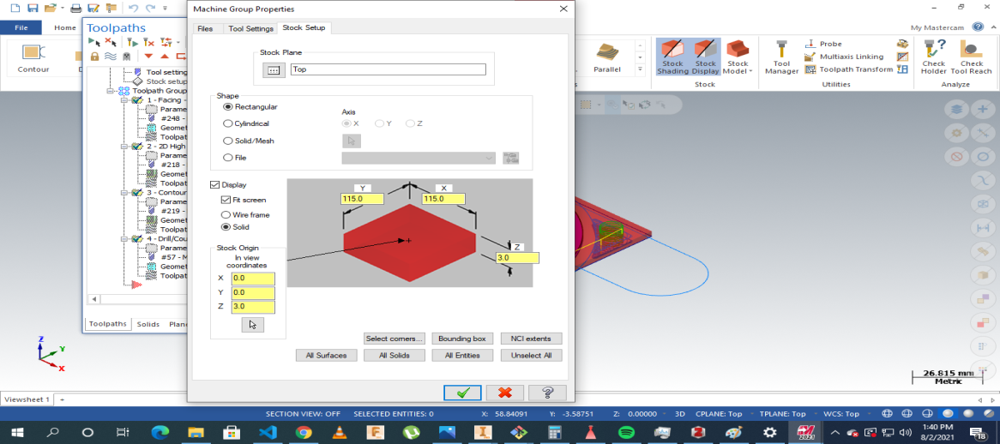 Machine Group Properties
File
Home
Toolpaths
My Mastercam
Contour
Tool setting
Stock setup
Toolpath Group
1 - Facing -
Parame
#248 -
Geomet
Toolpat
2 - 2D High
Parame
#218 -
Geomet
Toolpat
3 - Contour
Parame
#219 -
Geomet
Toolpat
4 - Drill/Cou
Parame
#57 - M
Geomet
Toolpat
Toolpaths Solids Plan
Files Tool Settings Stock Setup
Stock Plane
Top
Shape
Rectangular
Cylindrical
Solid/Mesh
File
Axis
X Y Z
Display
Fit screen
Wire frame
Solid
Y X
115.0 115.0
Z
3.0
Stock Origin
In view
coordinates
X 0.0
Y 0.0
Z 3.0
Select corners... Bounding box NCI extents
All Surfaces All Solids All Entities Unselect All
Parallel
Stock Shading
Stock Display
Stock Model
Stock
Tool Manager
Probe
Multiaxis Linking
Toolpath Transform
Utilities
Check Holder
Check Tool Reach
Analyze
Z
Y
X
26.815 mm
Metric
Viewsheet 1 +
SECTION VIEW: OFF SELECTED ENTITIES: 0 X: 58.84091 Y: -3.58751 Z: 0.00000 3D CPLANE: Top TPLANE: Top WCS: Top
1:40 PM
8/2/2021
18